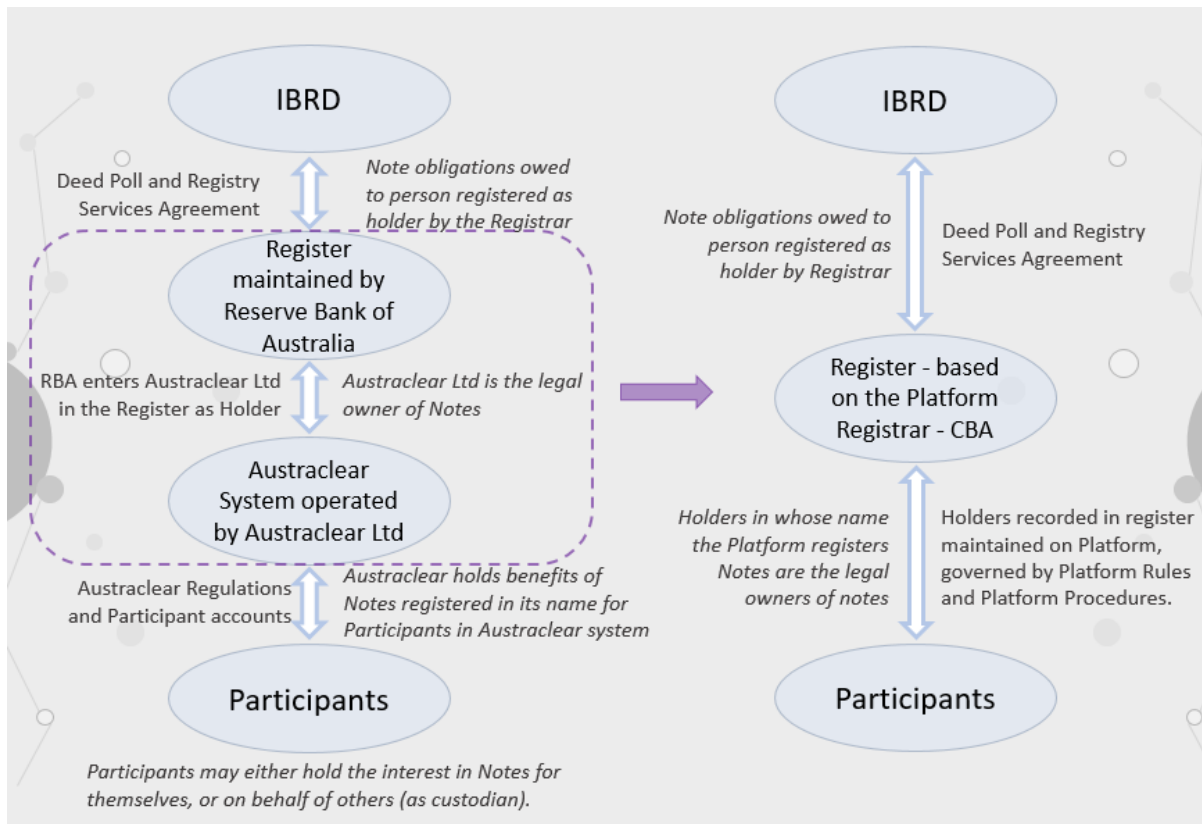 IBRD
Deed Poll and Registry
Services Agreement
Note obligations owed
to person registered as
holder by the Registrar
Register
maintained by
Reserve Bank of
Australia
RBA enters Austraclear Ltd
in the Register as Holder
Austraclear Ltd is the legal
owner of Notes
Austraclear
System operated
by Austraclear Ltd
Austraclear Regulations
and Participant accounts
Austraclear holds benefits of
Notes registered in its name for
Participants in Austraclear system
Participants
Participants may either hold the interest in Notes for
themselves, or on behalf of others (as custodian).
IBRD
Note obligations owed to
person registered as
holder by Registrar
Deed Poll and Registry
Services Agreement
Register - based
on the Platform
Registrar - CBA
Holders in whose name
the Platform registers
Notes are the legal
owners of notes
Holders recorded in register
maintained on Platform,
governed by Platform Rules
and Platform Procedures.
Participants